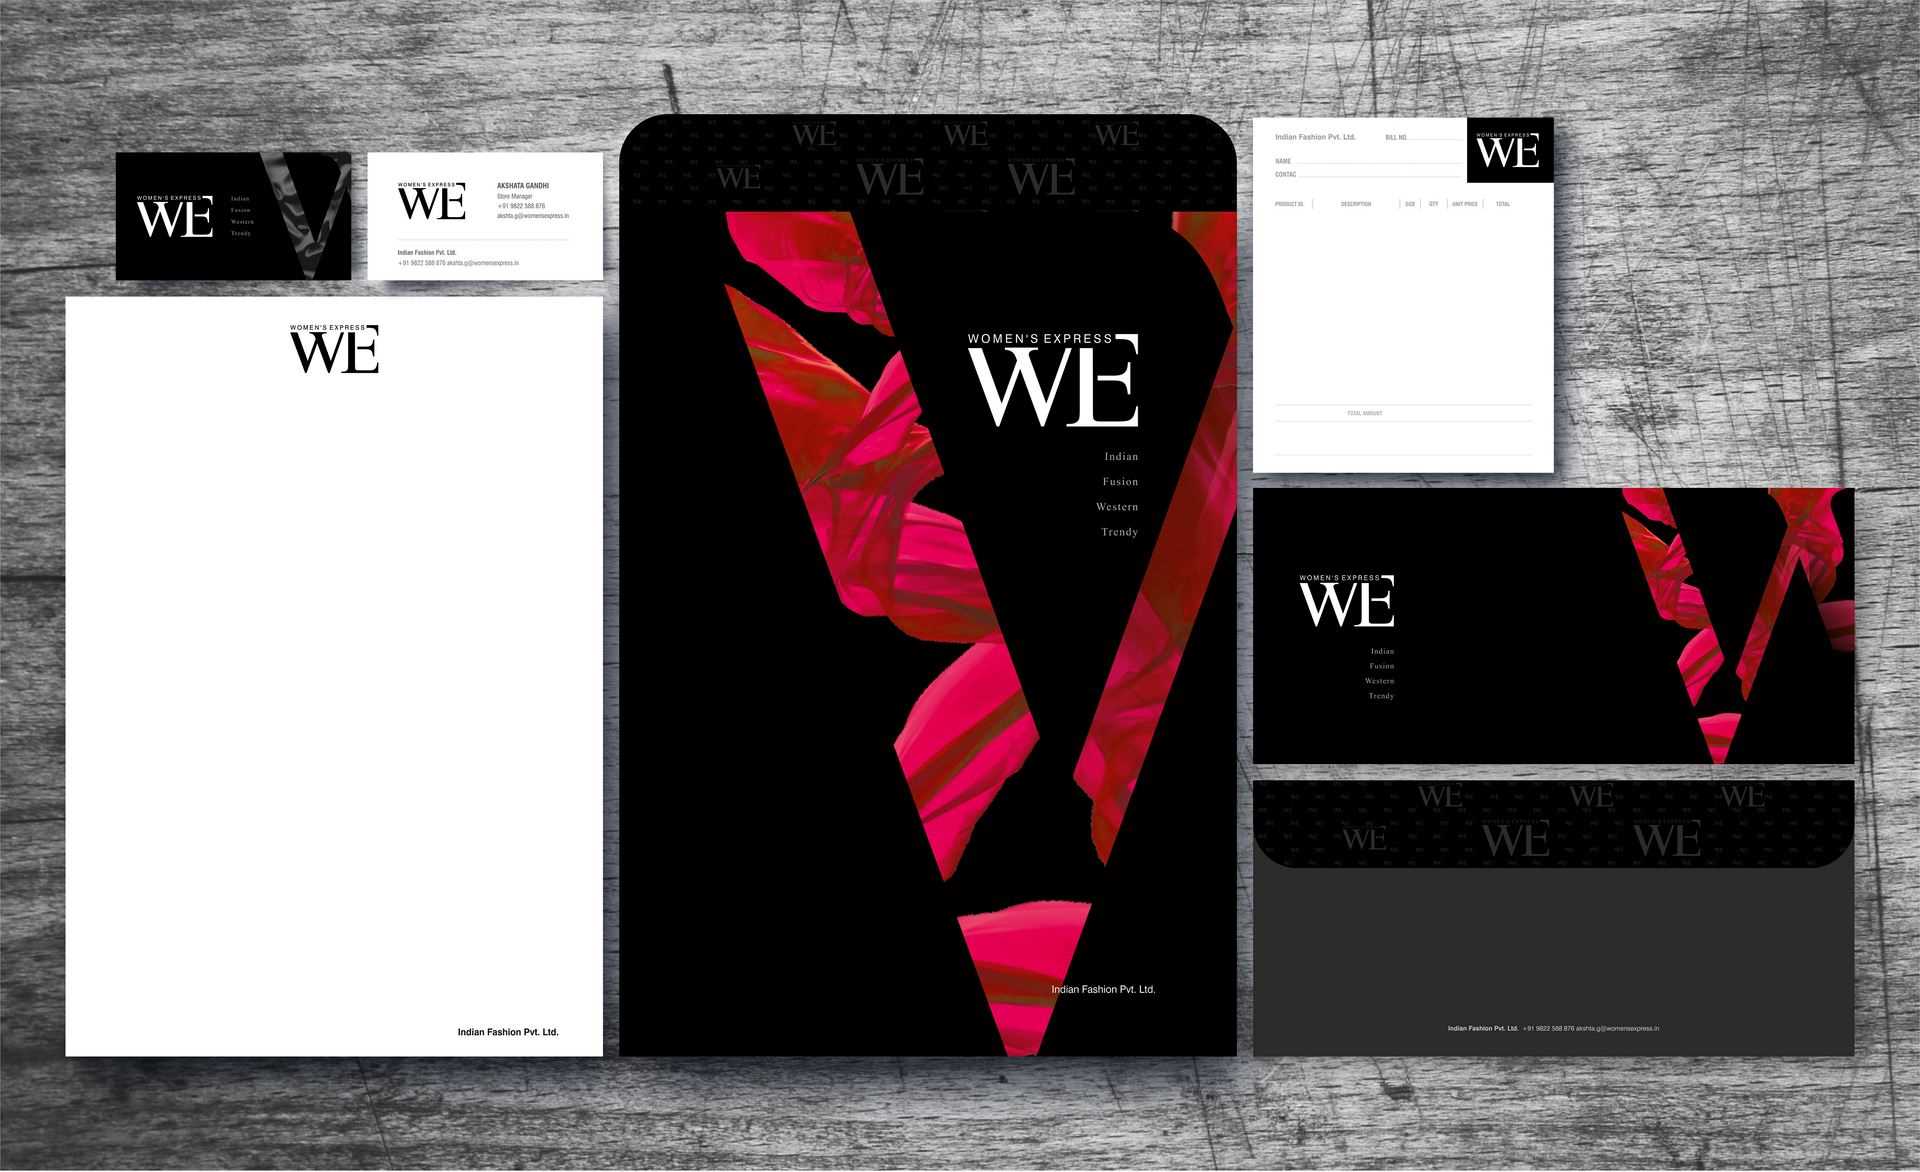 WOMEN'S EXPRESS
WE
Indian
Fusion
Western
Trendy
WOMEN'S EXPRESS
WE
AKSHATA GANDHI
Store Manager
+91 9822 588 876
akshta.g@womensexpress.in
Indian Fashion Pvt. Ltd.
+91 9822 588 876 akshta.g@womensexpress.in
WOMEN'S EXPRESS
WE
Indian Fashion Pvt. Ltd.
WE WE WE
WE WE WE
WOMEN'S EXPRESS
WE
Indian
Fusion
Western
Trendy
Indian Fashion Pvt. Ltd.
Indian Fashion Pvt. Ltd. BILL NO.
NAME
CONTAC
WOMEN'S EXPRESS
WE
PRODUCT ID. DESCRIPTION SIZE QTY UNIT PRICE TOTAL
TOTAL AMOUNT
WOMEN'S EXPRESS
WE
Indian
Fusion
Western
Trendy
WE WE WE
WE WE WE
Indian Fashion Pvt. Ltd. +91 9822 588 876 akshta.g@womensexpress.in